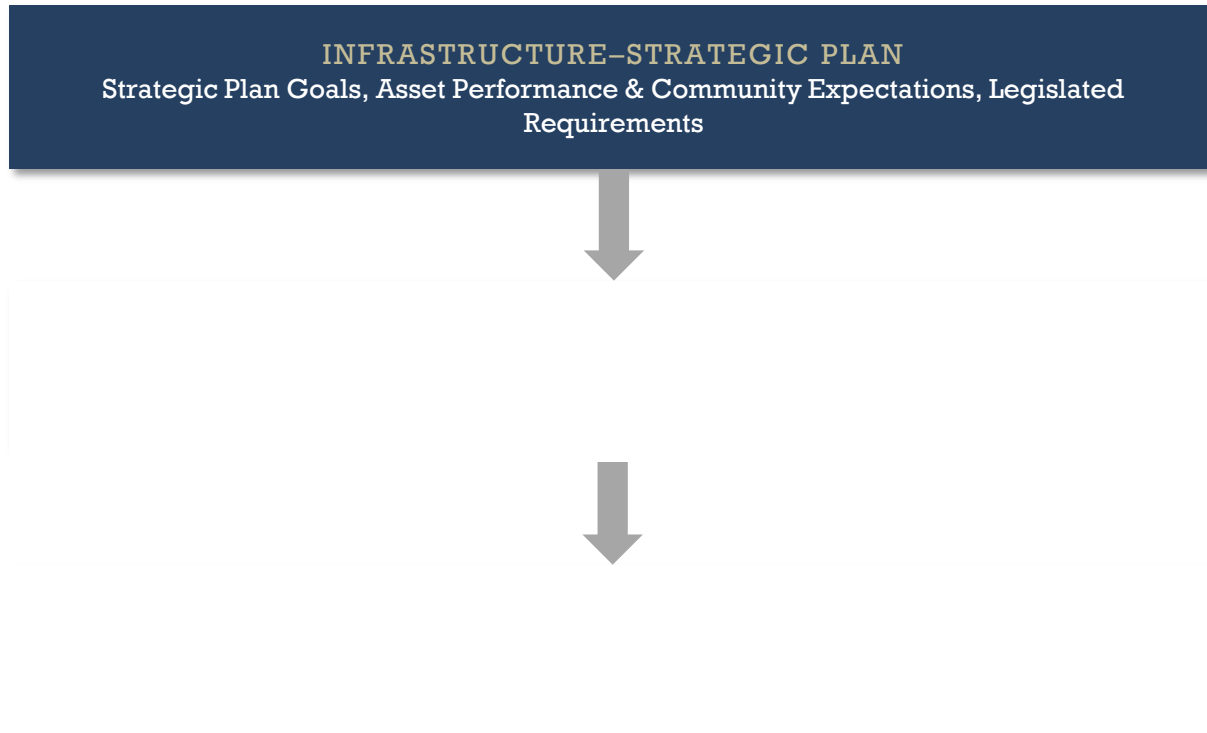 INFRASTRUCTURE–STRATEGIC PLAN
Strategic Plan Goals, Asset Performance & Community Expectations, Legislated
Requirements